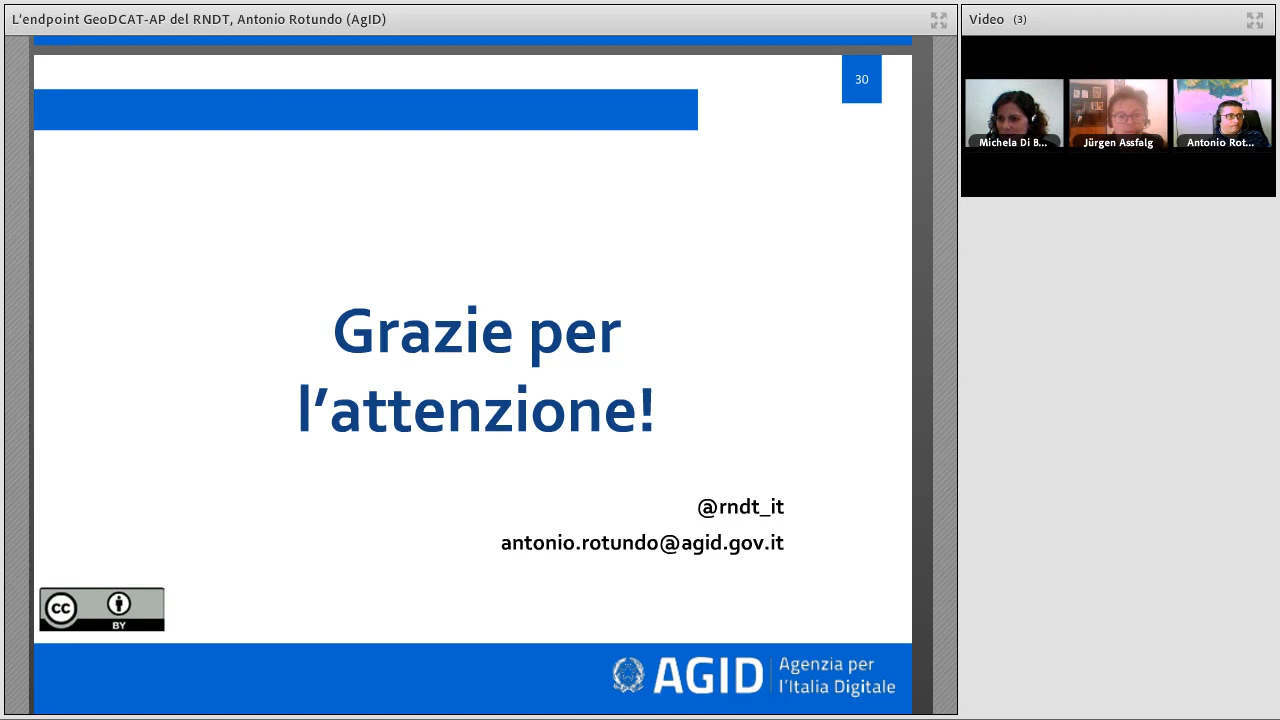 L'endpoint GeoDCAT-AP del RNDT, Antonio Rotundo (AgID)
Video (3)
30
Michela Di B...
Jürgen Assfalg
Antonio Rot...
Grazie per
l'attenzione!
@rndt_it
antonio.rotundo@agid.gov.it
cc
BY
AGID
Agenzia per
l'Italia Digitale